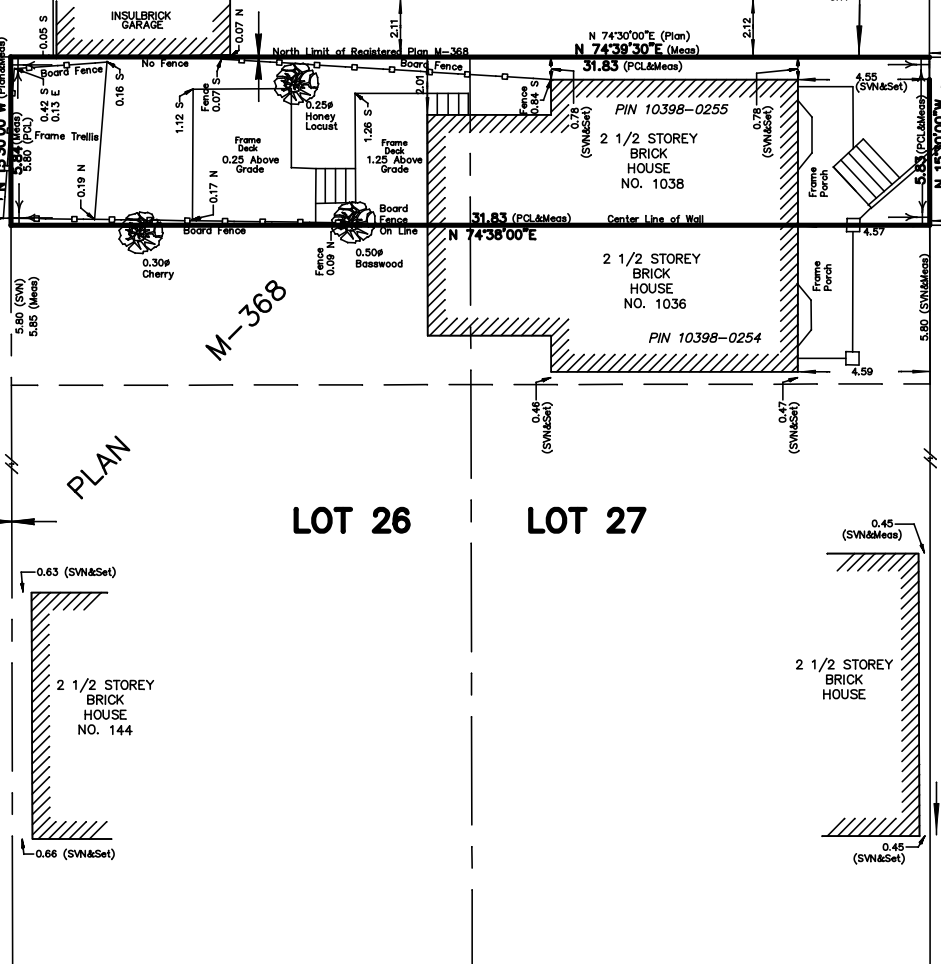 INSULBRICK
GARAGE
0.05 S
0.07 N
2.11
2.12
North Limit of Registered Plan M-368
N 74°30'00"E (Plan)
N 74°39'30"E (Meas)
31.83 (PCL&Meas)
No Fence
Board Fence
Board Fence
0.42 S
0.13 E
0.16 S
Fence
0.07 S
1.12 S
0.25ø
Honey
Locust
1.26 S
2.01
Fence
0.84 S
0.78
(SVN&Set)
0.78
(SVN&Set)
4.55
(SVN&Set)
PIN 10398-0255
2 1/2 STOREY
BRICK
HOUSE
NO. 1038
Frame Trellis
5.84 (Meas)
5.80 (PCL)
Frame
Deck
0.25 Above
Grade
Frame
Deck
1.25 Above
Grade
0.19 N
0.17 N
Frame
Porch
5.83 (PCL&Meas)
Board
Fence
On Line
31.83 (PCL&Meas)
Center Line of Wall
N 74°38'00"E
Board Fence
4.57
0.30ø
Cherry
Fence
0.09 N
0.50ø
Basswood
2 1/2 STOREY
BRICK
HOUSE
NO. 1036
PIN 10398-0254
Frame
Porch
5.80 (SVN)
5.85 (Meas)
5.80 (SVN&Meas)
M-368
4.59
0.46
(SVN&Set)
0.47
(SVN&Set)
PLAN
LOT 26
LOT 27
0.45
(SVN&Meas)
0.63 (SVN&Set)
2 1/2 STOREY
BRICK
HOUSE
NO. 144
2 1/2 STOREY
BRICK
HOUSE
0.66 (SVN&Set)
0.45
(SVN&Set)